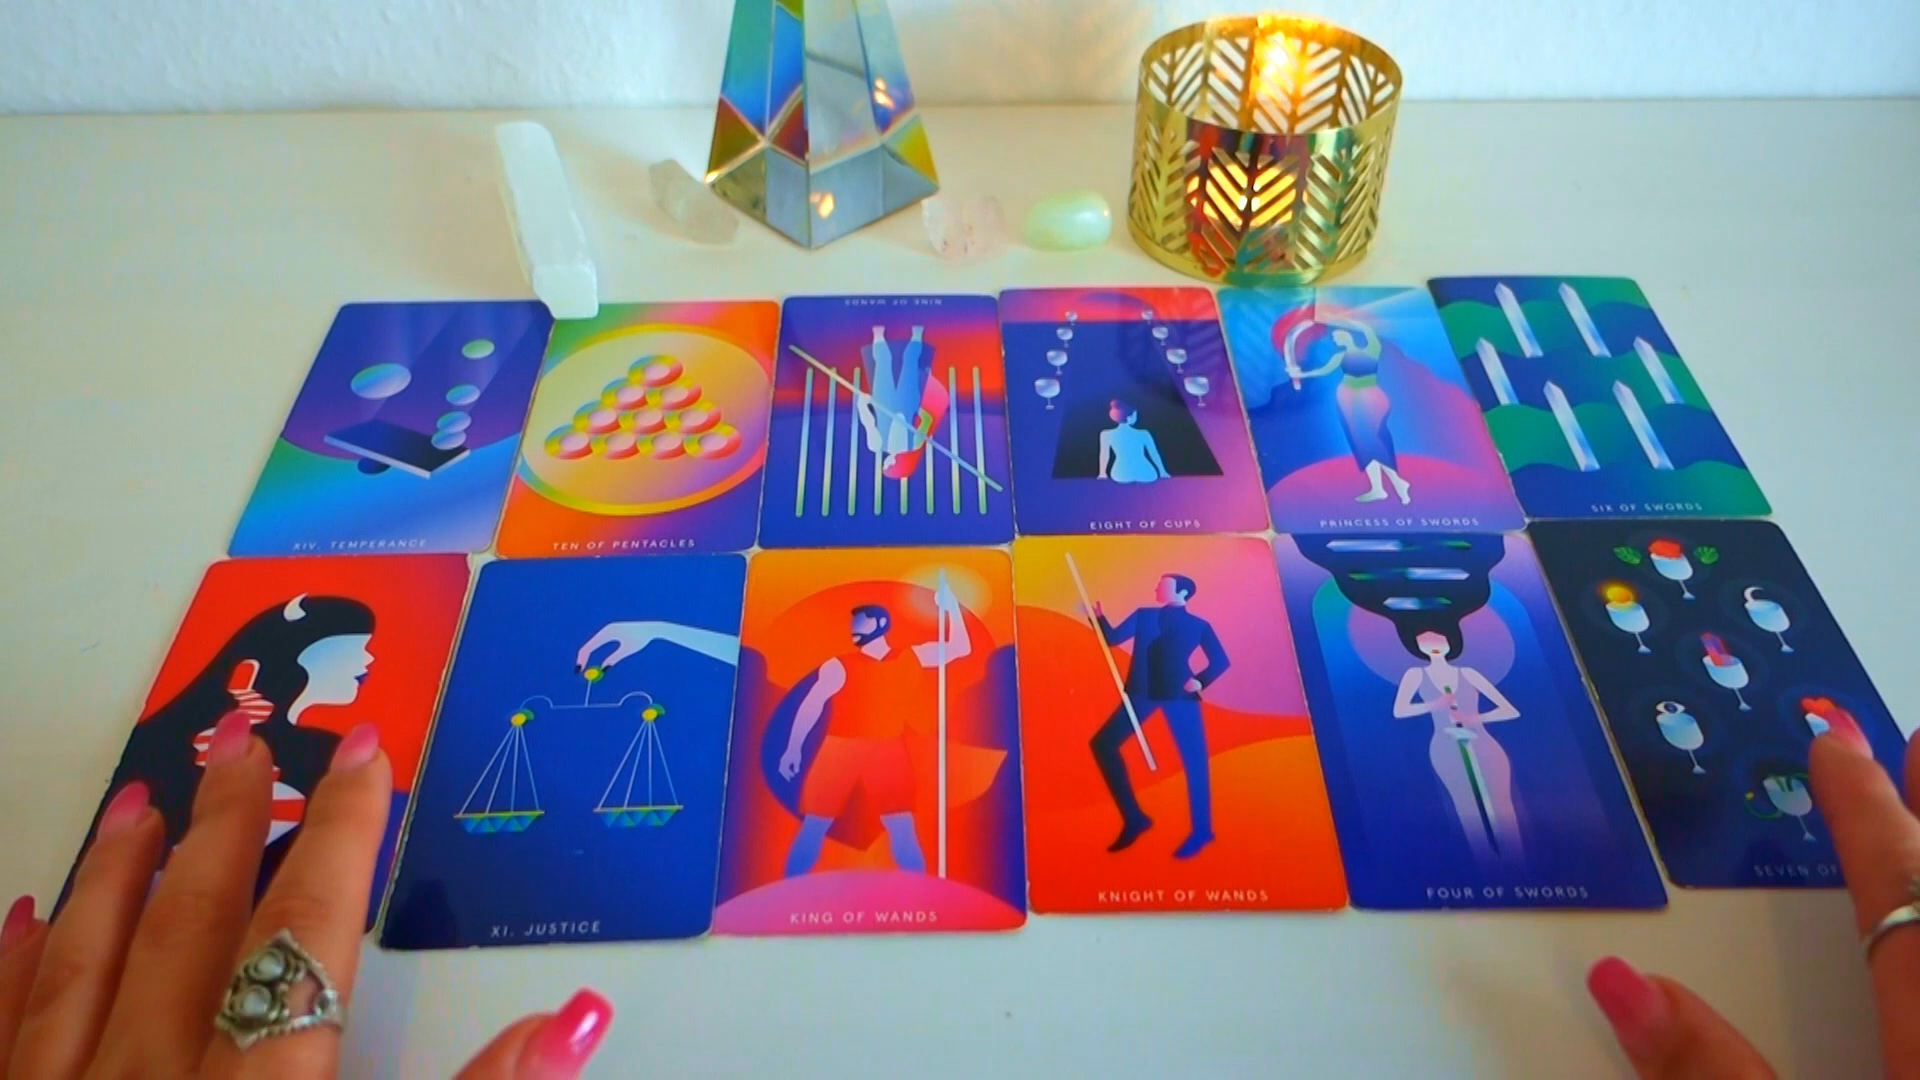 XIV. TEMPERANCE
TEN OF PENTACLES
NINE OF WANDS
EIGHT OF CUPS
PRINCESS OF SWORDS
SIX OF SWORDS
XI. JUSTICE
KING OF WANDS
KNIGHT OF WANDS
FOUR OF SWORDS
SEVEN OF